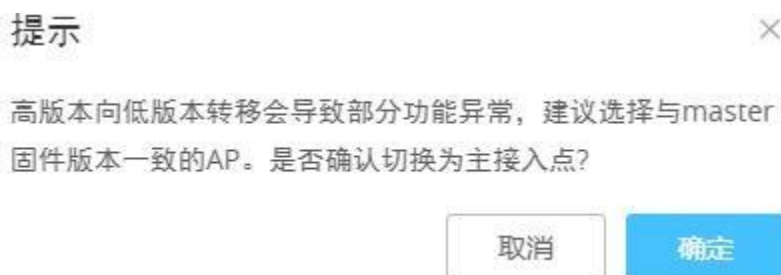 提示
高版本向低版本转移会导致部分功能异常，建议选择与master
固件版本一致的AP。是否确认切换为主接入点?
取消
确定